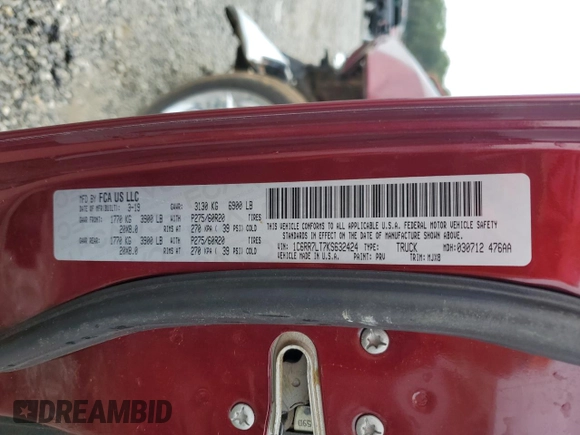 MFD BY FCA US LLC
DATE OF MFR(BUILT): 3-19 GVWR: 3130 KG 6900 LB
GAWR FRONT: 1770 KG 3900 LB WITH P275/60R20 TIRES
20X8.0 RIMS AT 270 KPA ( 39 PSI) COLD
GAWR REAR: 1770 KG 3900 LB WITH P275/60R20 TIRES
20X8.0 RIMS AT 270 KPA ( 39 PSI) COLD
THIS VEHICLE CONFORMS TO ALL APPLICABLE U.S.A. FEDERAL MOTOR VEHICLE SAFETY
STANDARDS IN EFFECT ON THE DATE OF MANUFACTURE SHOWN ABOVE.
VIN: 1C6RR7LT7KS632424 TYPE: TRUCK MDH: 030712 476AA
VEHICLE MADE IN U.S.A. PAINT: PRV TRIM: MJXB
DREAMBID